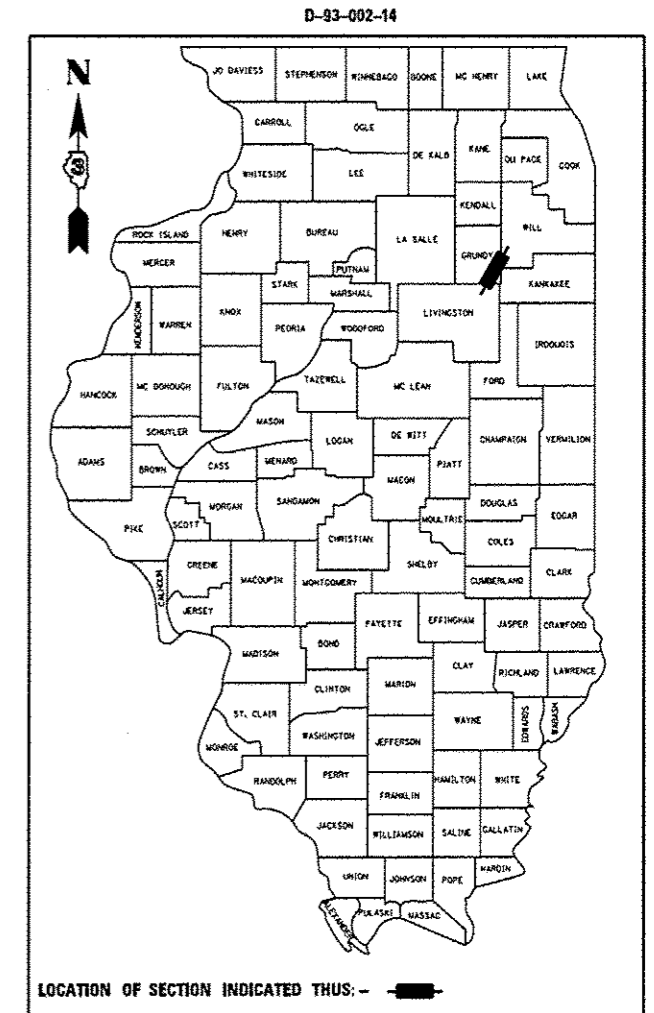 D-93-002-14
N
JO DAVIESS STEPHENSON WINNEBAGO BOONE MC HENRY LAKE
CARROLL OGLE DE KALB KANE DU PAGE COOK
WHITESIDE LEE KENDALL WILL
ROCK ISLAND HENRY BUREAU LA SALLE GRUNDY
MERCER STARK PUTNAM MARSHALL KANKAKEE
HENDERSON WARREN KNOX PEORIA WOODFORD LIVINGSTON IROQUOIS
HANCOCK MC DONOUGH FULTON TAZEWELL MC LEAN FORD
SCHUYLER MASON LOGAN DE WITT CHAMPAIGN VERMILION
ADAMS BROWN CASS MENARD MACON PIATT
PIKE SCOTT MORGAN SANGAMON CHRISTIAN MOULTRIE DOUGLAS EDGAR
COLES
CALHOUN GREENE MACOUPIN MONTGOMERY SHELBY CUMBERLAND CLARK
JERSEY FAYETTE EFFINGHAM JASPER CRAWFORD
MADISON BOND CLAY RICHLAND LAWRENCE
CLINTON MARION
ST. CLAIR WASHINGTON JEFFERSON WAYNE EDWARDS WABASH
MONROE
RANDOLPH PERRY FRANKLIN HAMILTON WHITE
JACKSON WILLIAMSON SALINE GALLATIN
UNION JOHNSON POPE HARDIN
ALEXANDER PULASKI MASSAC
LOCATION OF SECTION INDICATED THUS: -